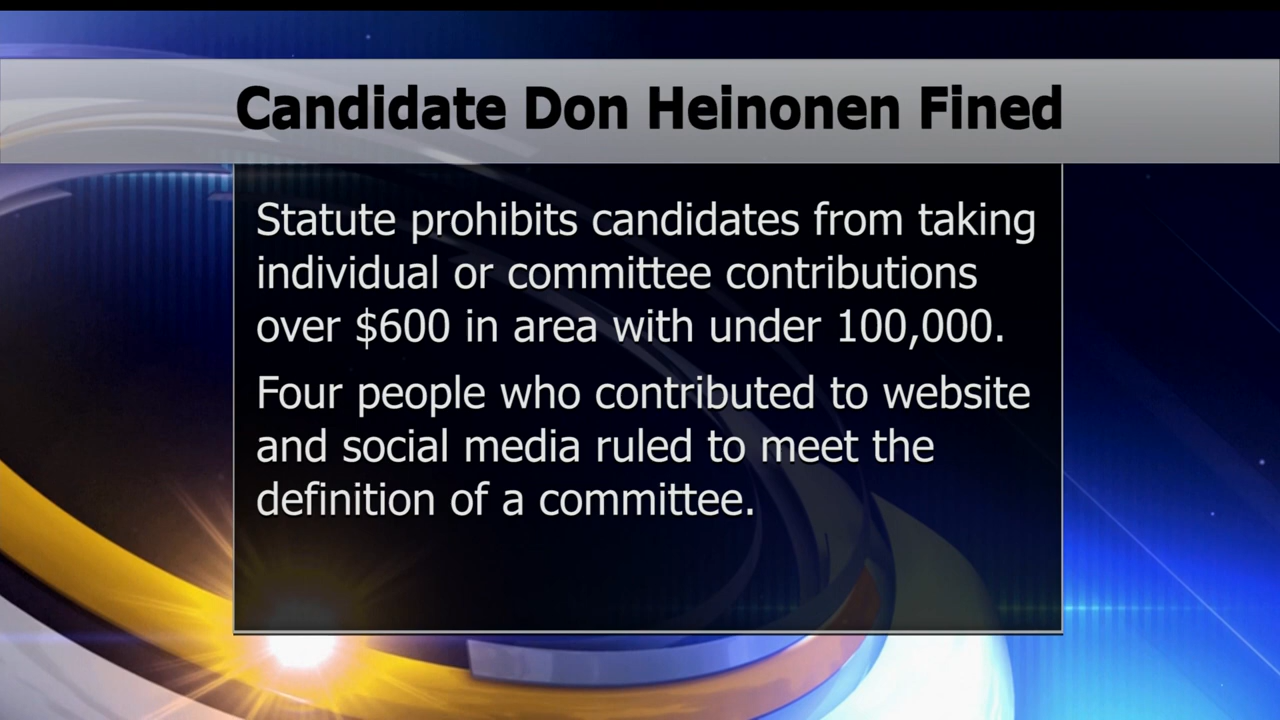 Candidate Don Heinonen Fined
Statute prohibits candidates from taking
individual or committee contributions
over $600 in area with under 100,000.
Four people who contributed to website
and social media ruled to meet the
definition of a committee.